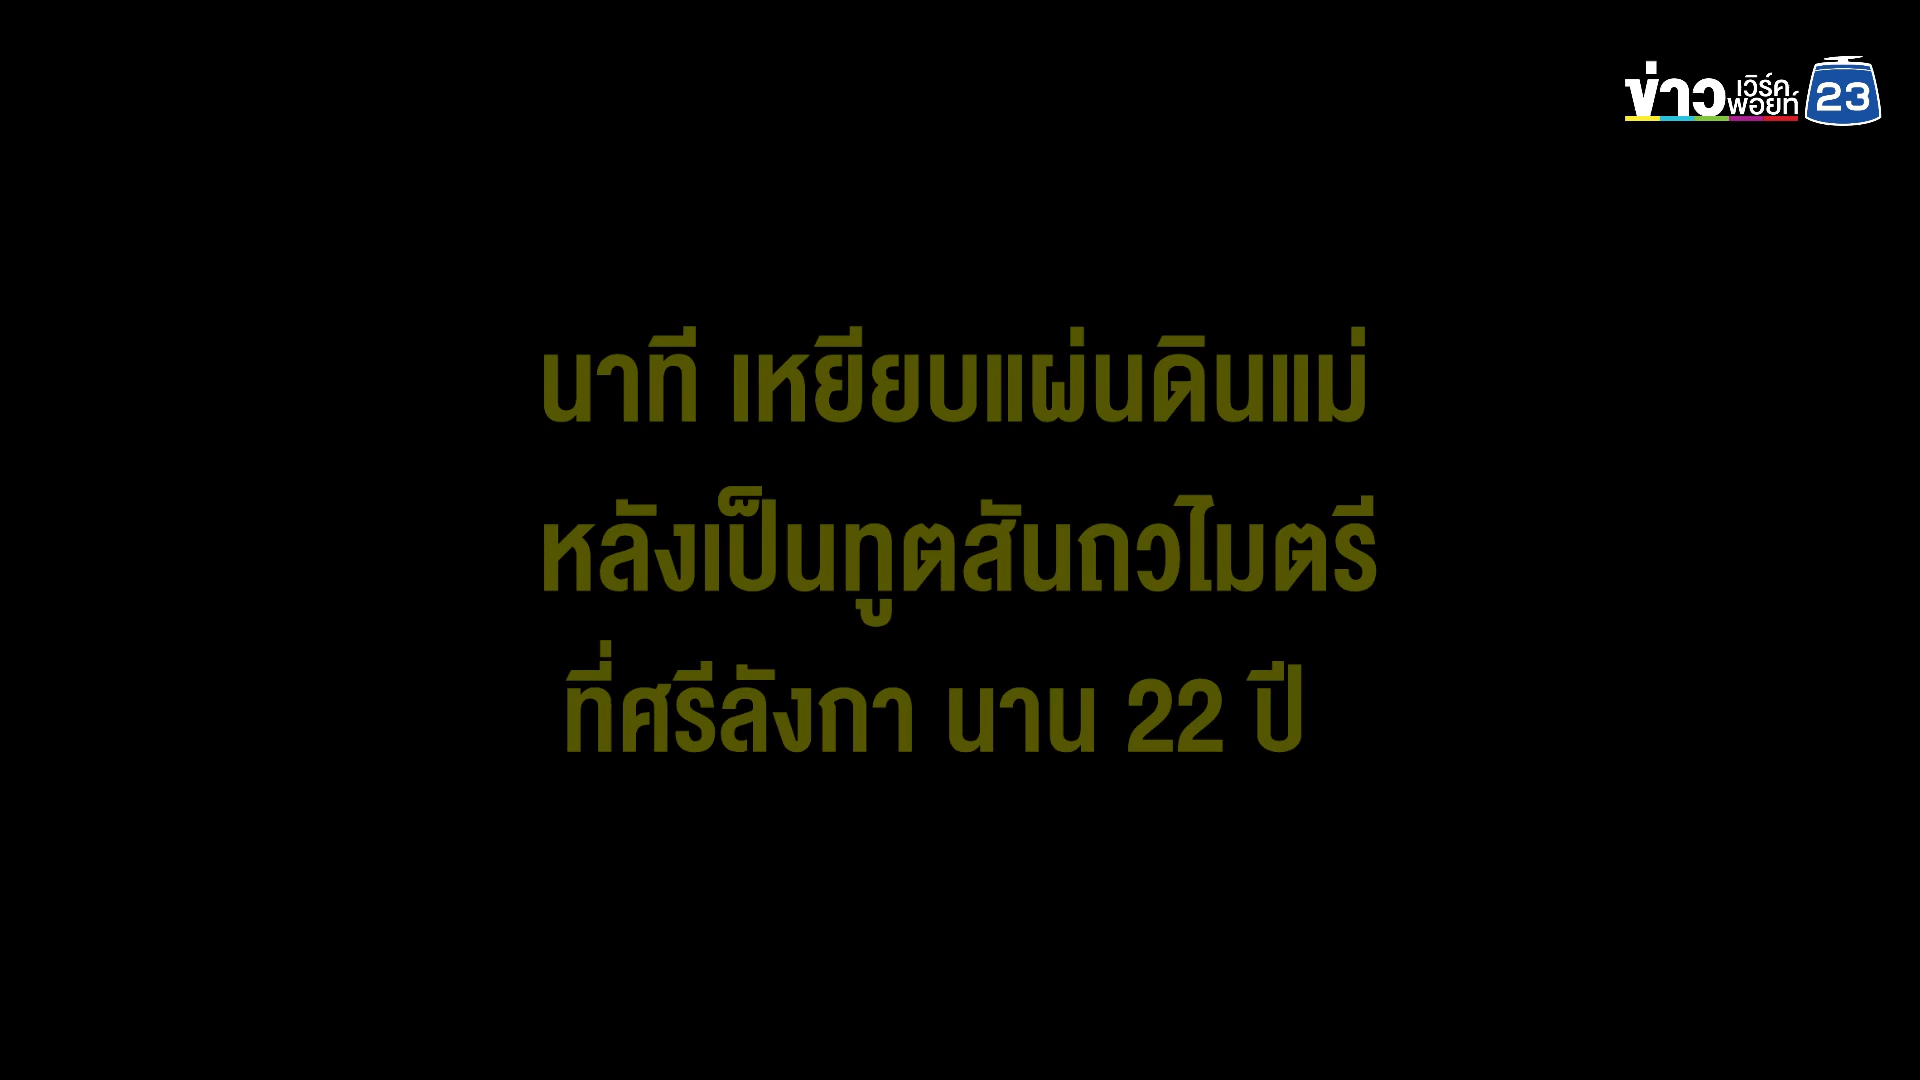 ข่าวเวิร์คพอยท์ 23
นาที เหยียบแผ่นดินแม่
หลังเป็นทูตสันถวไมตรี
ที่ศรีลังกา นาน 22 ปี